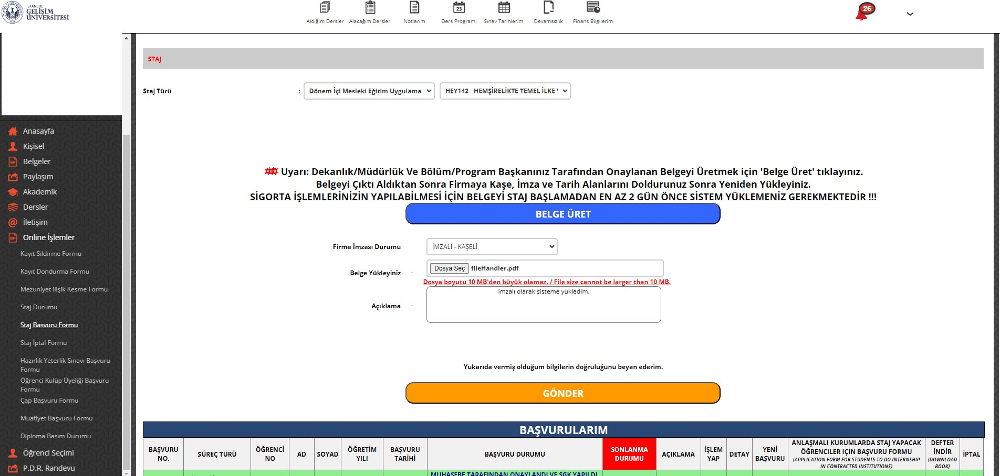 İSTANBUL
GELİŞİM
ÜNİVERSİTESİ
Aldığım Dersler
Alacağım Dersler
Notlarım
23
Ders Programı
Sınav Tarihlerim
Devamsızlık
Finans Bilgilerim
26
STAJ
Staj Türü : Dönem İçi Mesleki Eğitim Uygulama HEY142 - HEMŞİRELİKTE TEMEL İLKE
Anasayfa
Kişisel
Belgeler
Paylaşım
Akademik
Dersler
İletişim
Online İşlemler
Kayıt Sildirme Formu
Kayıt Dondurma Formu
Mezuniyet İlişik Kesme Formu
Staj Durumu
Staj Basvuru Formu
Staj İptal Formu
Hazırlık Yeterlik Sınavı Başvuru
Formu
Öğrenci Kulüp Üyeliği Başvuru
Formu
Çap Başvuru Formu
Muafiyet Başvuru Formu
Diploma Basım Durumu
Öğrenci Seçimi
P.D.R. Randevu
yeni Uyarı: Dekanlık/Müdürlük Ve Bölüm/Program Başkanınız Tarafından Onaylanan Belgeyi Üretmek için 'Belge Üret' tıklayınız.
Belgeyi Çıktı Aldıktan Sonra Firmaya Kaşe, İmza ve Tarih Alanlarını Doldurunuz Sonra Yeniden Yükleyiniz.
SİGORTA İŞLEMLERİNİZİN YAPILABİLMESİ İÇİN BELGEYİ STAJ BAŞLAMADAN EN AZ 2 GÜN ÖNCE SİSTEM YÜKLEMENİZ GEREKMEKTEDİR !!!
BELGE ÜRET
Firma İmzası Durumu İMZALI - KAŞELİ
Belge Yükleyiniz : Dosya Seç fileHandler.pdf
Dosya boyutu 10 MB'den büyük olamaz. / File size cannot be larger than 10 MB.
imzalı olarak sisteme yükledim.
Açıklama :
Yukarıda vermiş olduğum bilgilerin doğruluğunu beyan ederim.
GÖNDER
BAŞVURULARIM
BAŞVURU
NO.
SÜREÇ TÜRÜ
ÖĞRENCİ
NO
AD
SOYAD
ÖĞRETİM
YILI
BAŞVURU
TARİHİ
BAŞVURU DURUMU
SONLANMA
DURUMU
AÇIKLAMA
İŞLEM
YAP
DETAY
YENİ
BAŞVURU
ANLAŞMALI KURUMLARDA STAJ YAPACAK
ÖĞRENCİLER IÇIN BAŞVURU FORMU
(APPLICATION FORM FOR STUDENTS TO DO INTERNSHIP
IN CONTRACTED INSTITUTIONS)
DEFTER
İNDİR
(DOWNLOAD
BOOK)
İPTAL
MUHASEBE TARAFINDAN ONAYLANDI VE SGK YAPILDI